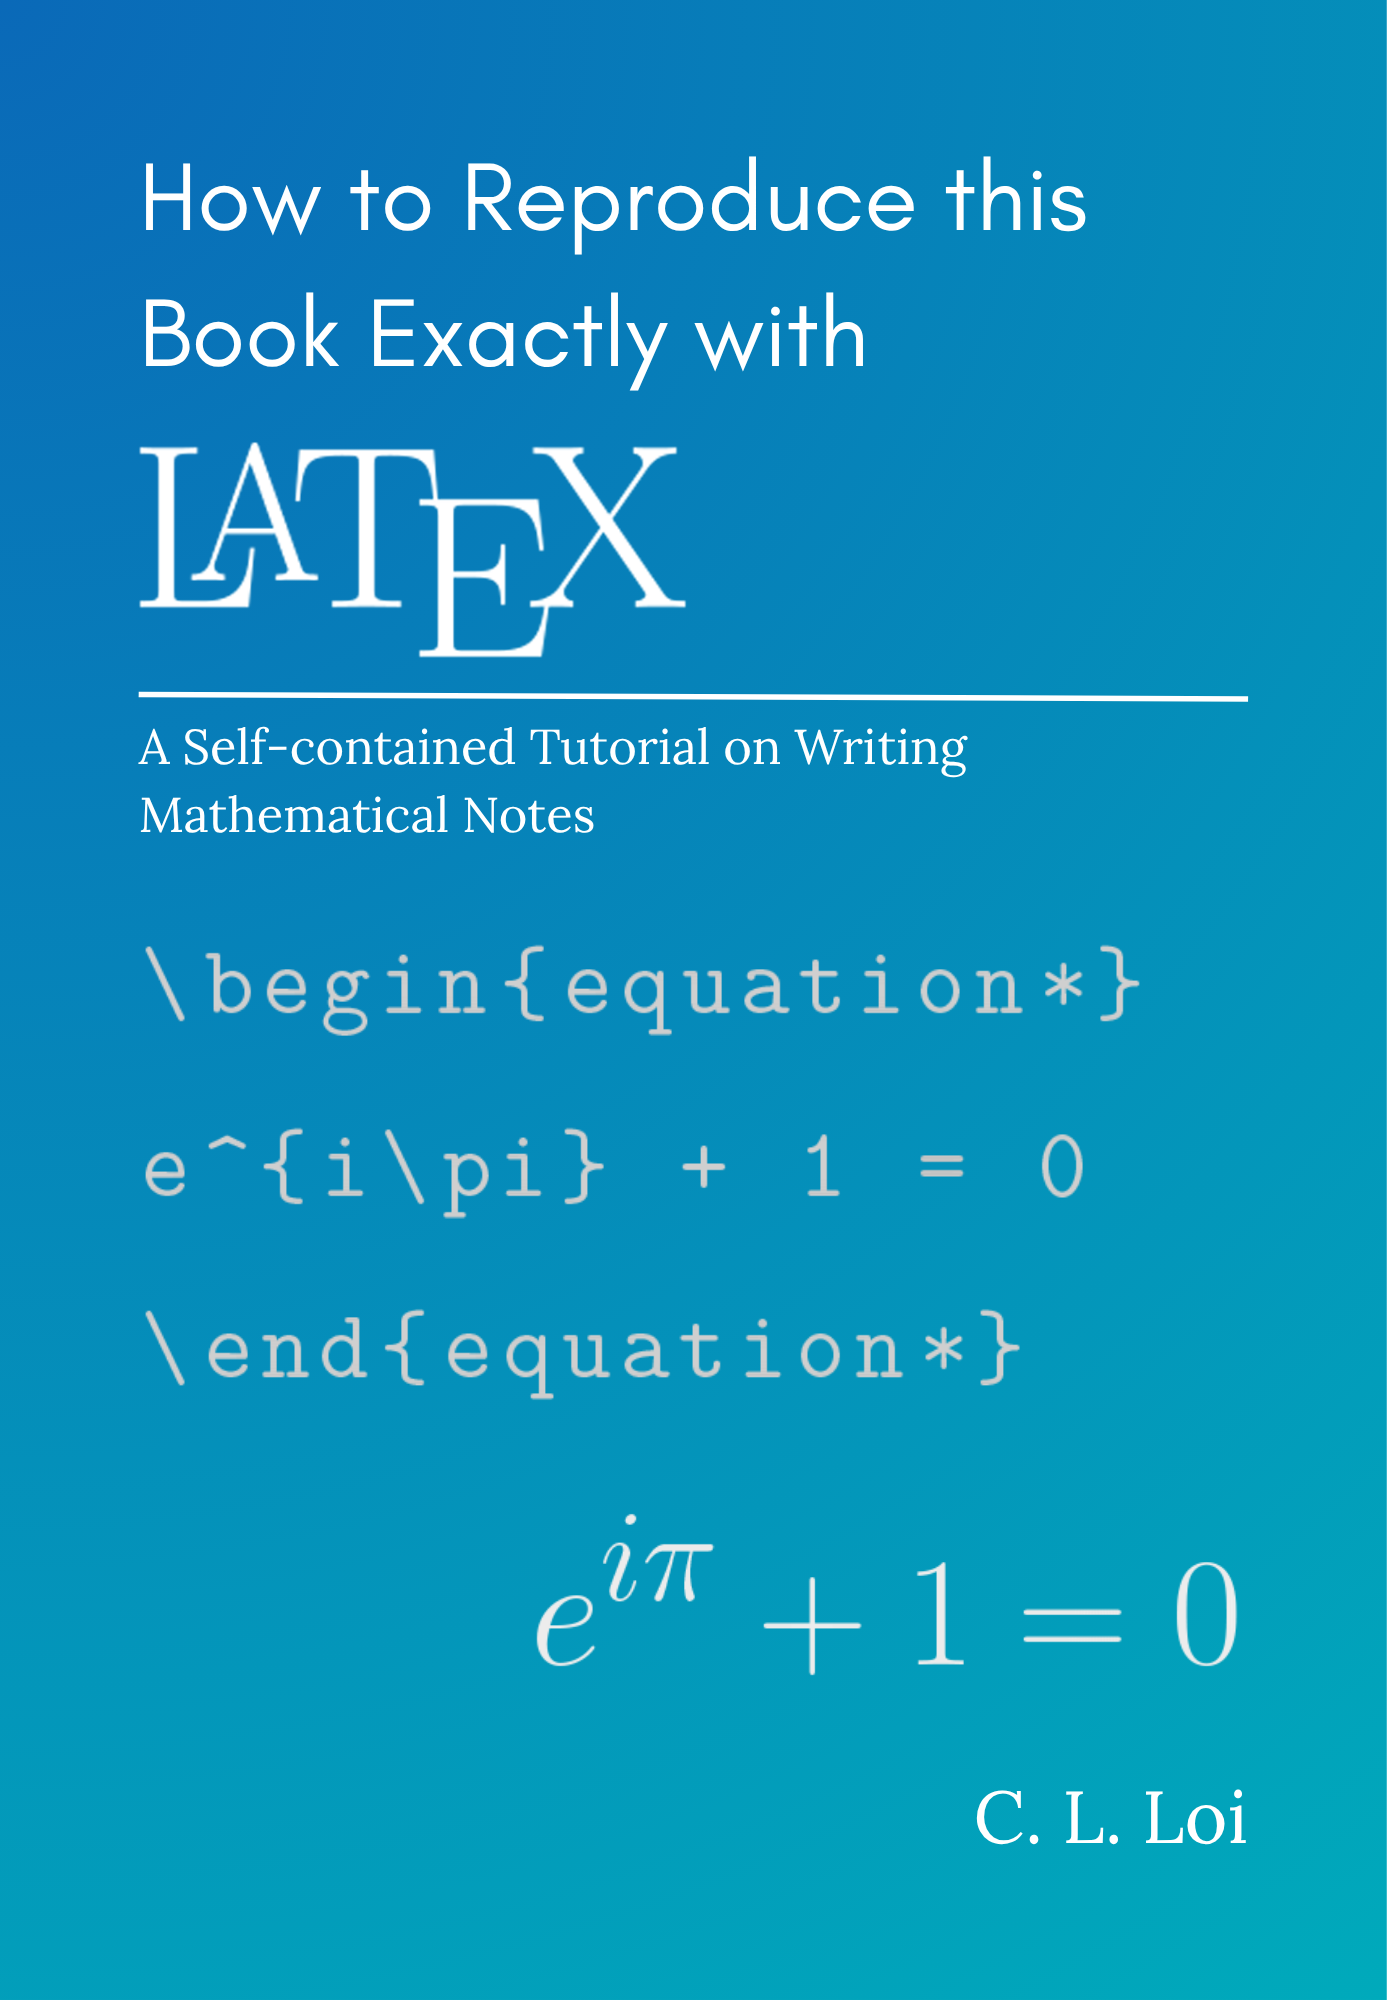 How to Reproduce this
Book Exactly with
LATEX
A Self-contained Tutorial on Writing
Mathematical Notes
\begin{equation*}
e^{i\pi} + 1 = 0
\end{equation*}
e^{iπ} + 1 = 0
C. L. Loi